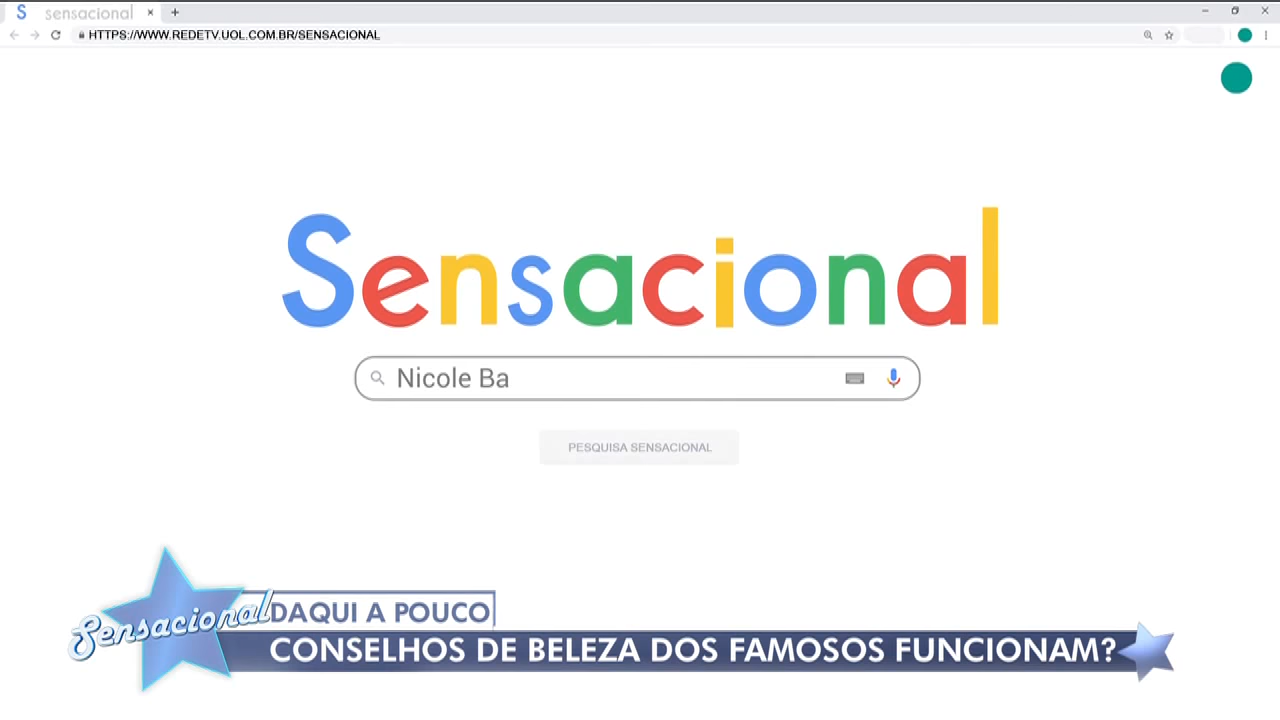 S sensacional
HTTPS://WWW.REDETV.UOL.COM.BR/SENSACIONAL
Sensacional
Nicole Ba
PESQUISA SENSACIONAL
Sensacional
DAQUI A POUCO
CONSELHOS DE BELEZA DOS FAMOSOS FUNCIONAM?